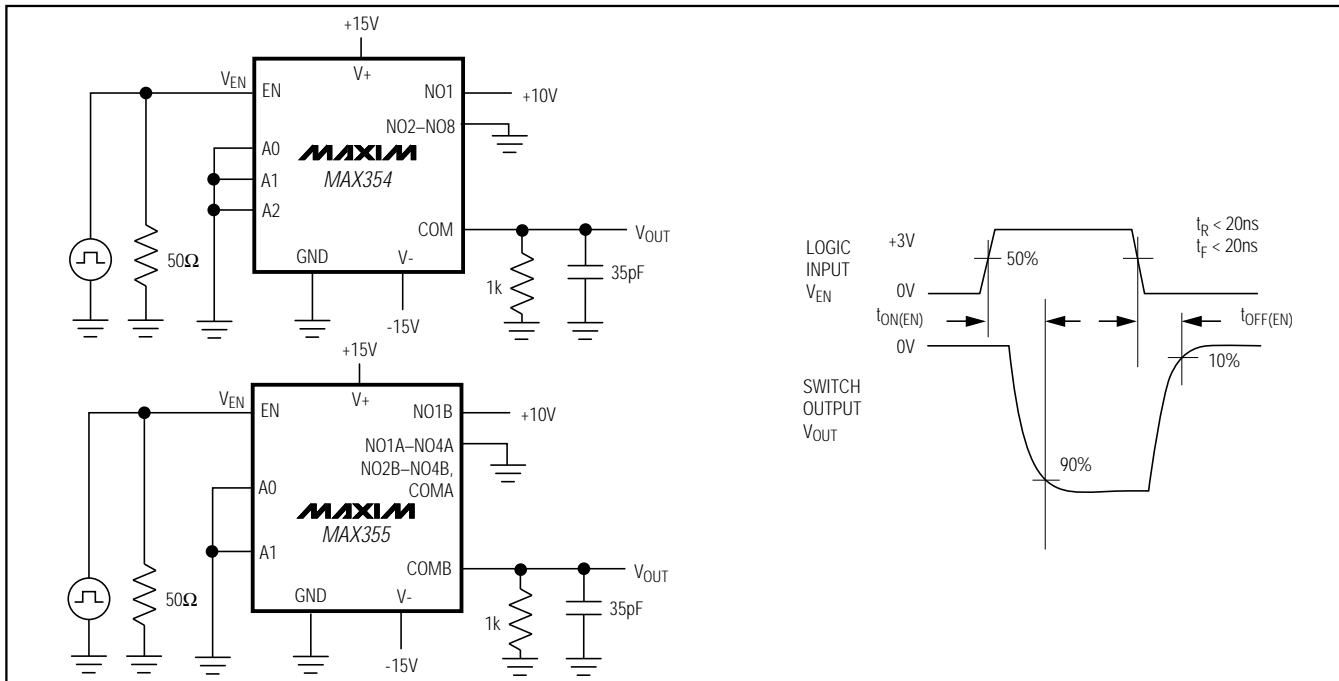 +15V
V+
VEN
EN
NO1
+10V
NO2–NO8
A0
MAXIM
MAX354
A1
A2
COM
VOUT
GND
V-
50Ω
1k
35pF
-15V
+15V
V+
VEN
EN
NO1B
+10V
NO1A–NO4A
NO2B–NO4B,
COMA
A0
MAXIM
MAX355
A1
COMB
VOUT
GND
V-
50Ω
1k
35pF
-15V
LOGIC
INPUT
VEN
+3V
0V
50%
tR < 20ns
tF < 20ns
tON(EN)
tOFF(EN)
0V
10%
SWITCH
OUTPUT
VOUT
90%